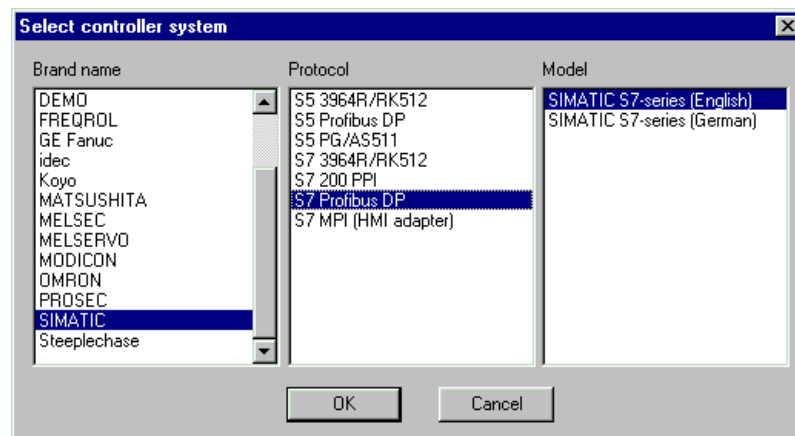 Select controller system
Brand name
DEMO
FREQROL
GE Fanuc
idec
Koyo
MATSUSHITA
MELSEC
MELSERVO
MODICON
OMRON
PROSEC
SIMATIC
Steeplechase
Protocol
S5 3964R/RK512
S5 Profibus DP
S5 PG/AS511
S7 3964R/RK512
S7 200 PPI
S7 Profibus DP
S7 MPI (HMI adapter)
Model
SIMATIC S7-series (English)
SIMATIC S7-series (German)
OK
Cancel